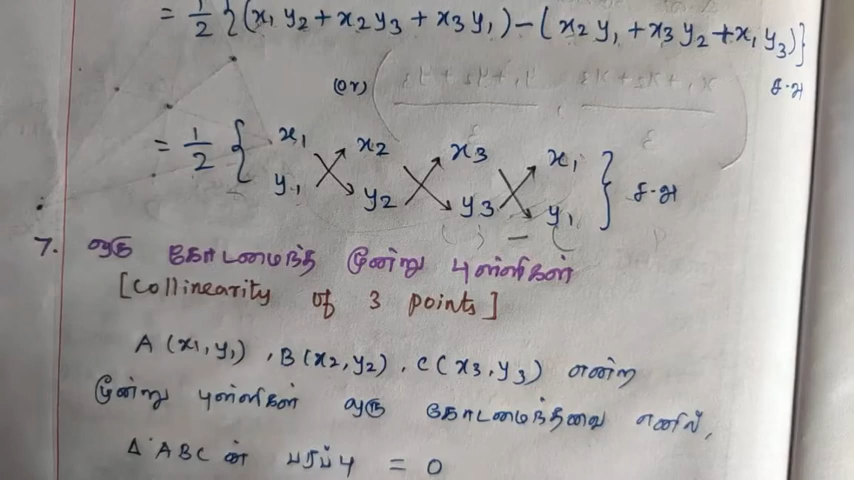 = 1/2 {(x₁ y₂ + x₂ y₃ + x₃ y₁) – (x₂ y₁ + x₃ y₂ + x₁ y₃)}
ச.அ
(or)
= 1/2 { x₁ x₂ x₃ x₁
y₁ y₂ y₃ y₁ } ச.அ
7. ஒரு கோடமைந்த மூன்று புள்ளிகள்
[Collinearity of 3 points]
A (x₁, y₁) , B (x₂, y₂) , C (x₃, y₃) என்ற
மூன்று புள்ளிகள் ஒரு கோடமைந்தவை எனில்,
Δ ABC ன் பரப்பு = 0